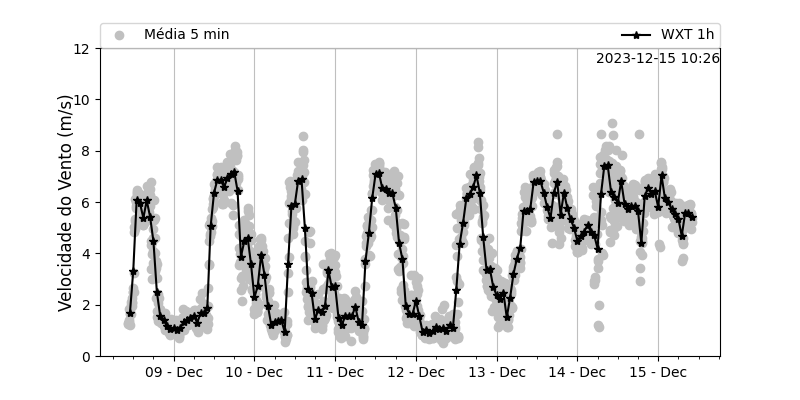 Média 5 min
WXT 1h
2023-12-15 10:26
Velocidade do Vento (m/s)
12
10
8
6
4
2
0
09 - Dec
10 - Dec
11 - Dec
12 - Dec
13 - Dec
14 - Dec
15 - Dec